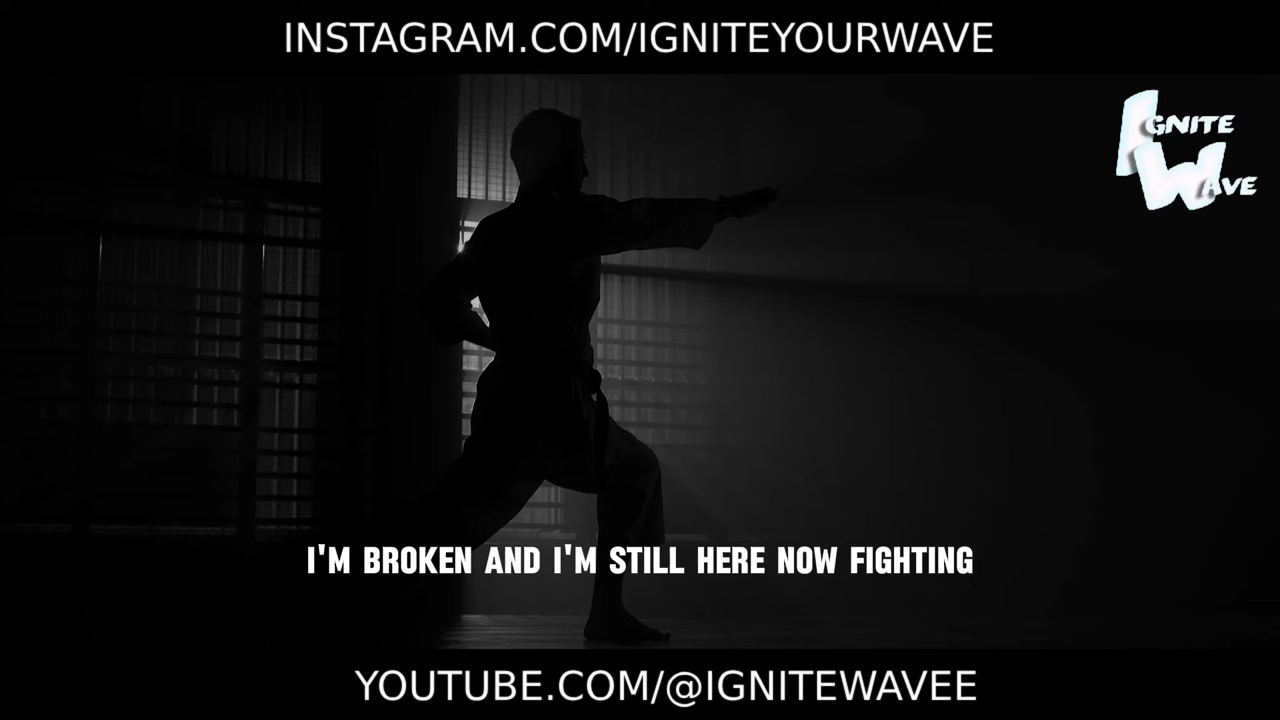 INSTAGRAM.COM/IGNITEYOURWAVE
IGNITE
WAVE
I'M BROKEN AND I'M STILL HERE NOW FIGHTING
YOUTUBE.COM/@IGNITEWAVEE